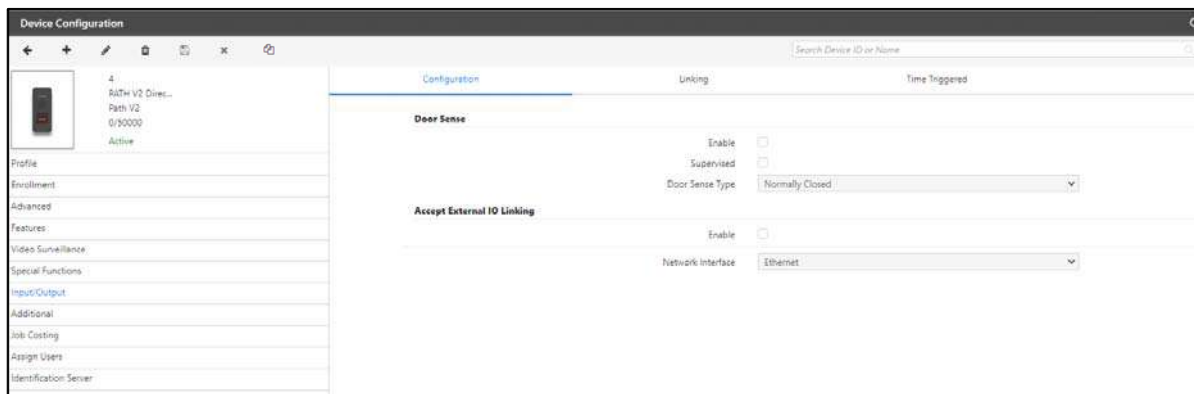 Device Configuration
Search Device ID or Name
4
PATH V2 Direc...
Path V2
0/50000
Active
Profile
Enrollment
Advanced
Features
Video Surveillance
Special Functions
Input/Output
Additional
Job Costing
Assign Users
Identification Server
Configuration Linking Time Triggered
Door Sense
Enable
Supervised
Door Sense Type Normally Closed
Accept External IO Linking
Enable
Network Interface Ethernet